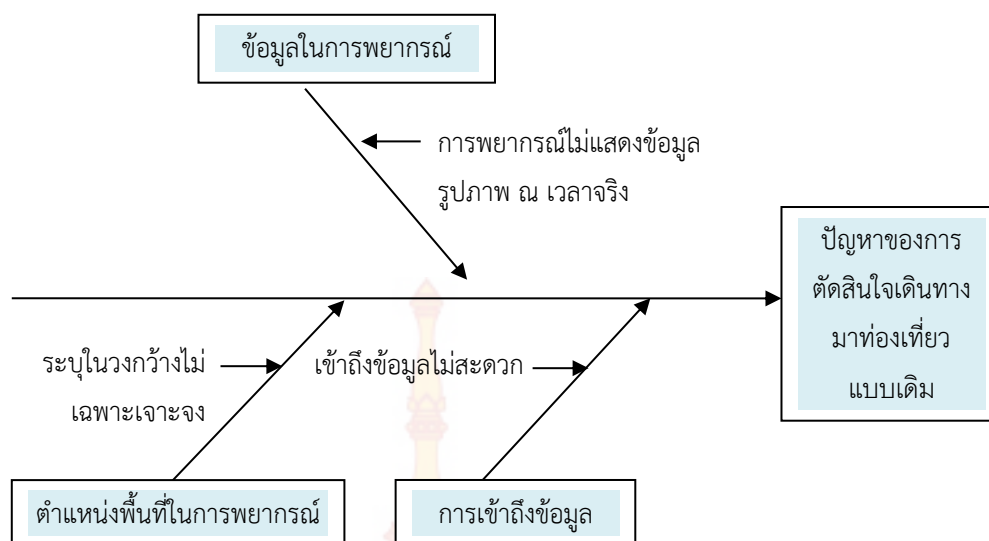 ข้อมูลในการพยากรณ์
การพยากรณ์ไม่แสดงข้อมูล
รูปภาพ ณ เวลาจริง
ปัญหาของการ
ตัดสินใจเดินทาง
มาท่องเที่ยว
แบบเดิม
ระบุในวงกว้างไม่
เฉพาะเจาะจง
เข้าถึงข้อมูลไม่สะดวก
ตำแหน่งพื้นที่ในการพยากรณ์
การเข้าถึงข้อมูล